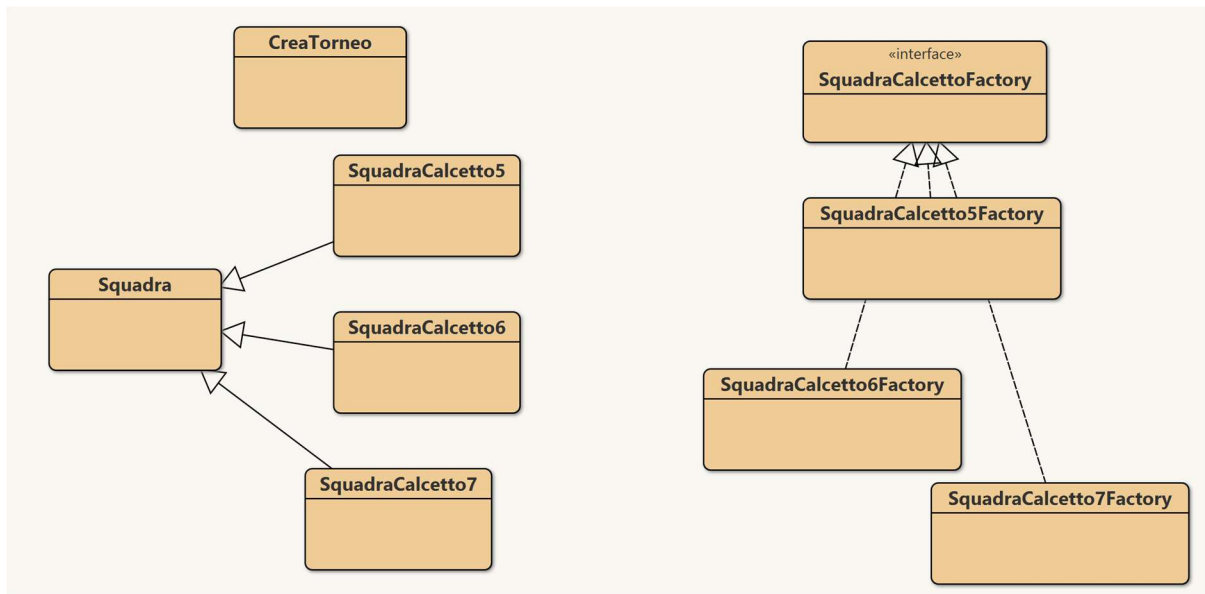 CreaTorneo
«interface»
SquadraCalcettoFactory
SquadraCalcetto5
SquadraCalcetto5Factory
Squadra
SquadraCalcetto6
SquadraCalcetto6Factory
SquadraCalcetto7
SquadraCalcetto7Factory